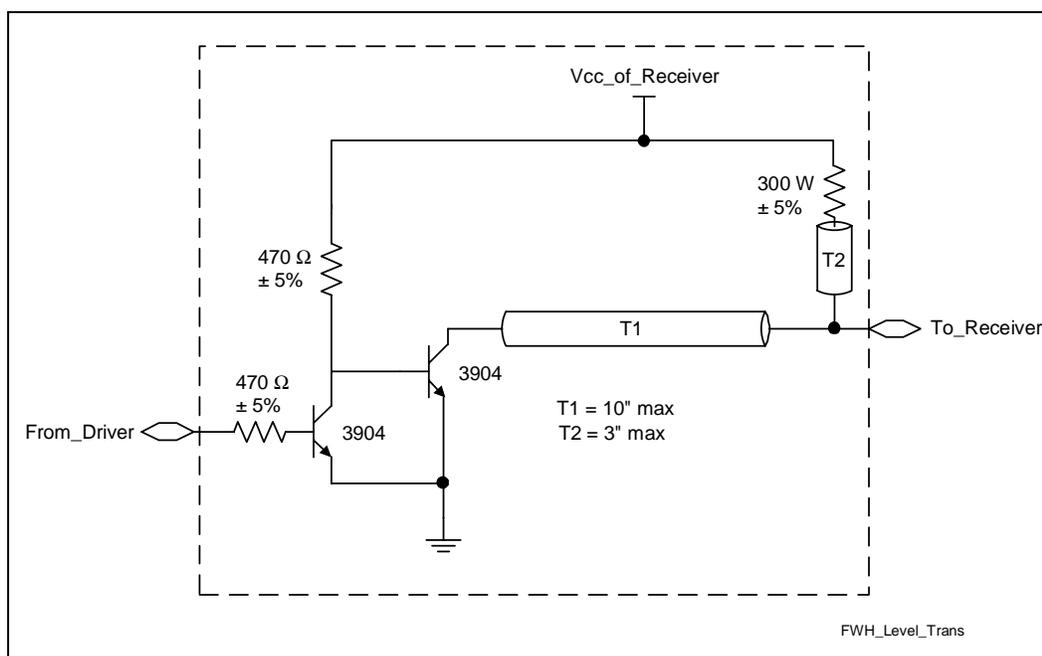 Vcc_of_Receiver
300 W
± 5%
T2
470 Ω
± 5%
T1
To_Receiver
3904
470 Ω
± 5%
T1 = 10" max
T2 = 3" max
From_Driver
3904
FWH_Level_Trans